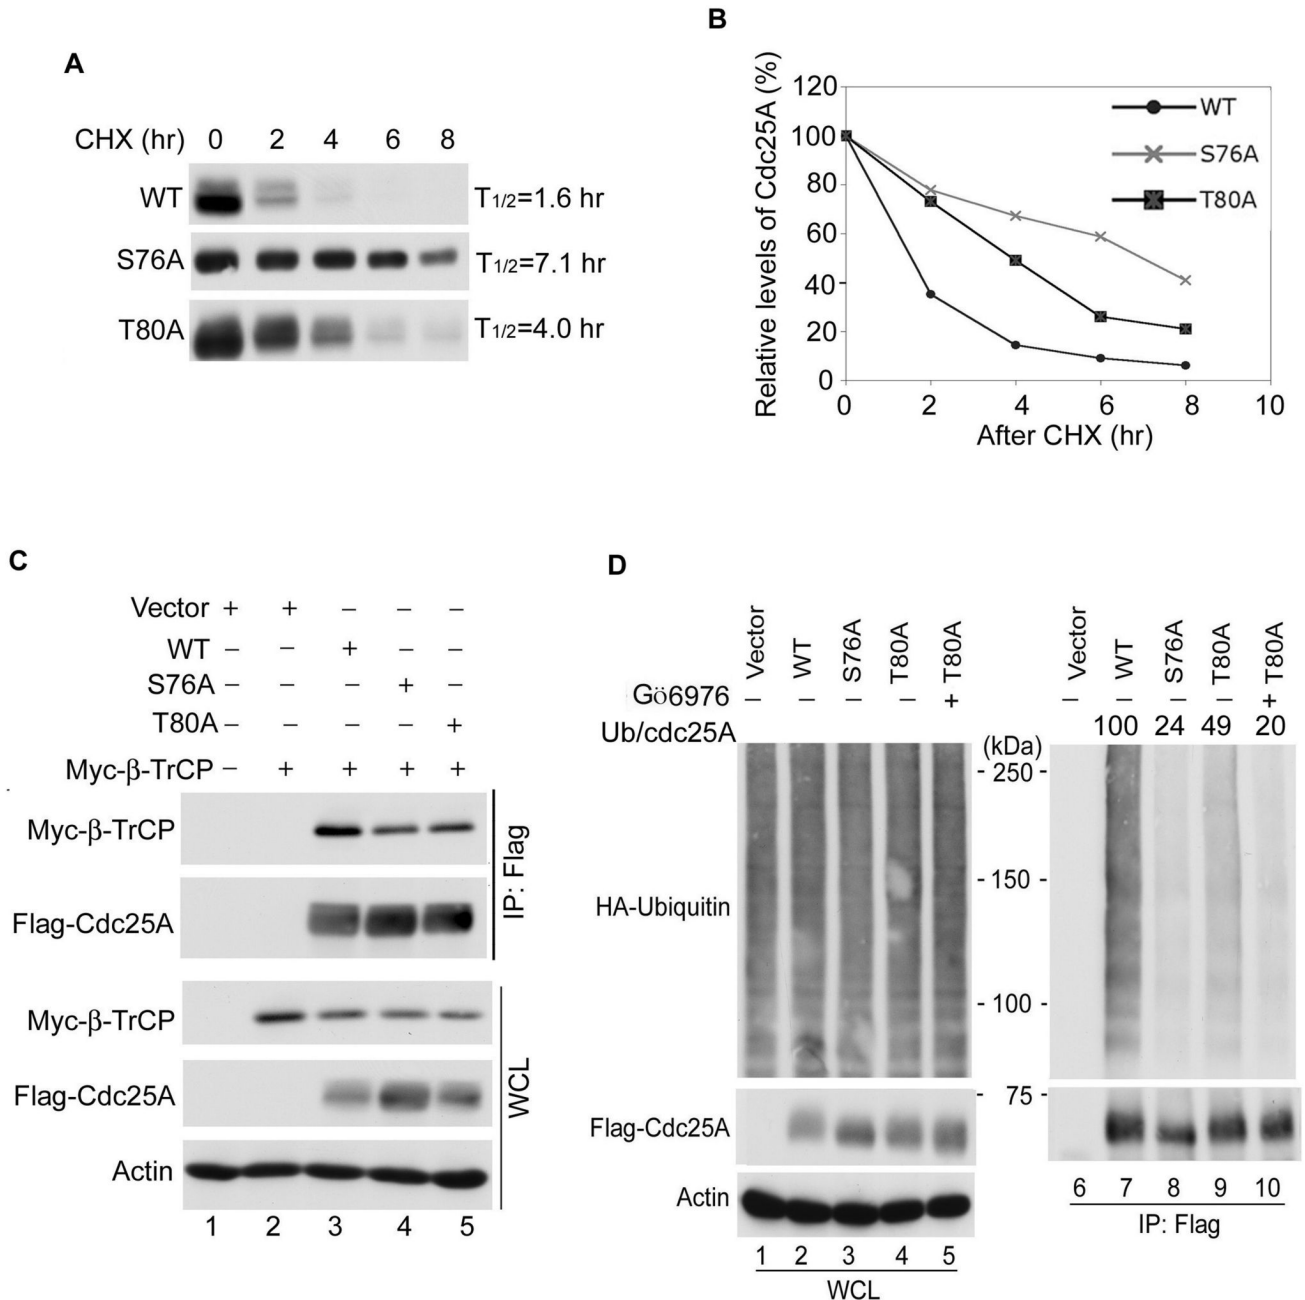 A
CHX (hr) 0 2 4 6 8
WT T1/2=1.6 hr
S76A T1/2=7.1 hr
T80A T1/2=4.0 hr
B
Relative levels of Cdc25A (%)
120
100
80
60
40
20
0
0 2 4 6 8 10
After CHX (hr)
WT
S76A
T80A
C
Vector + + − − −
WT − − + − −
S76A − − − + −
T80A − − − − +
Myc-β-TrCP − + + + +
Myc-β-TrCP
Flag-Cdc25A
IP: Flag
Myc-β-TrCP
Flag-Cdc25A
Actin
WCL
1 2 3 4 5
D
Vector WT S76A T80A T80A Vector WT S76A T80A T80A
Gö6976 − − − − + − − − − +
Ub/cdc25A 100 24 49 20
(kDa)
- 250 -
- 150 -
- 100 -
- 75 -
HA-Ubiquitin
Flag-Cdc25A
Actin
1 2 3 4 5
WCL
6 7 8 9 10
IP: Flag